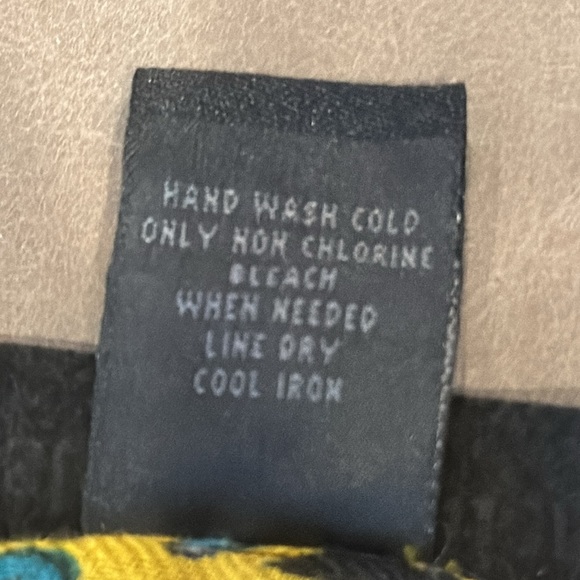 HAND WASH COLD
ONLY NON CHLORINE
BLEACH
WHEN NEEDED
LINE DRY
COOL IRON